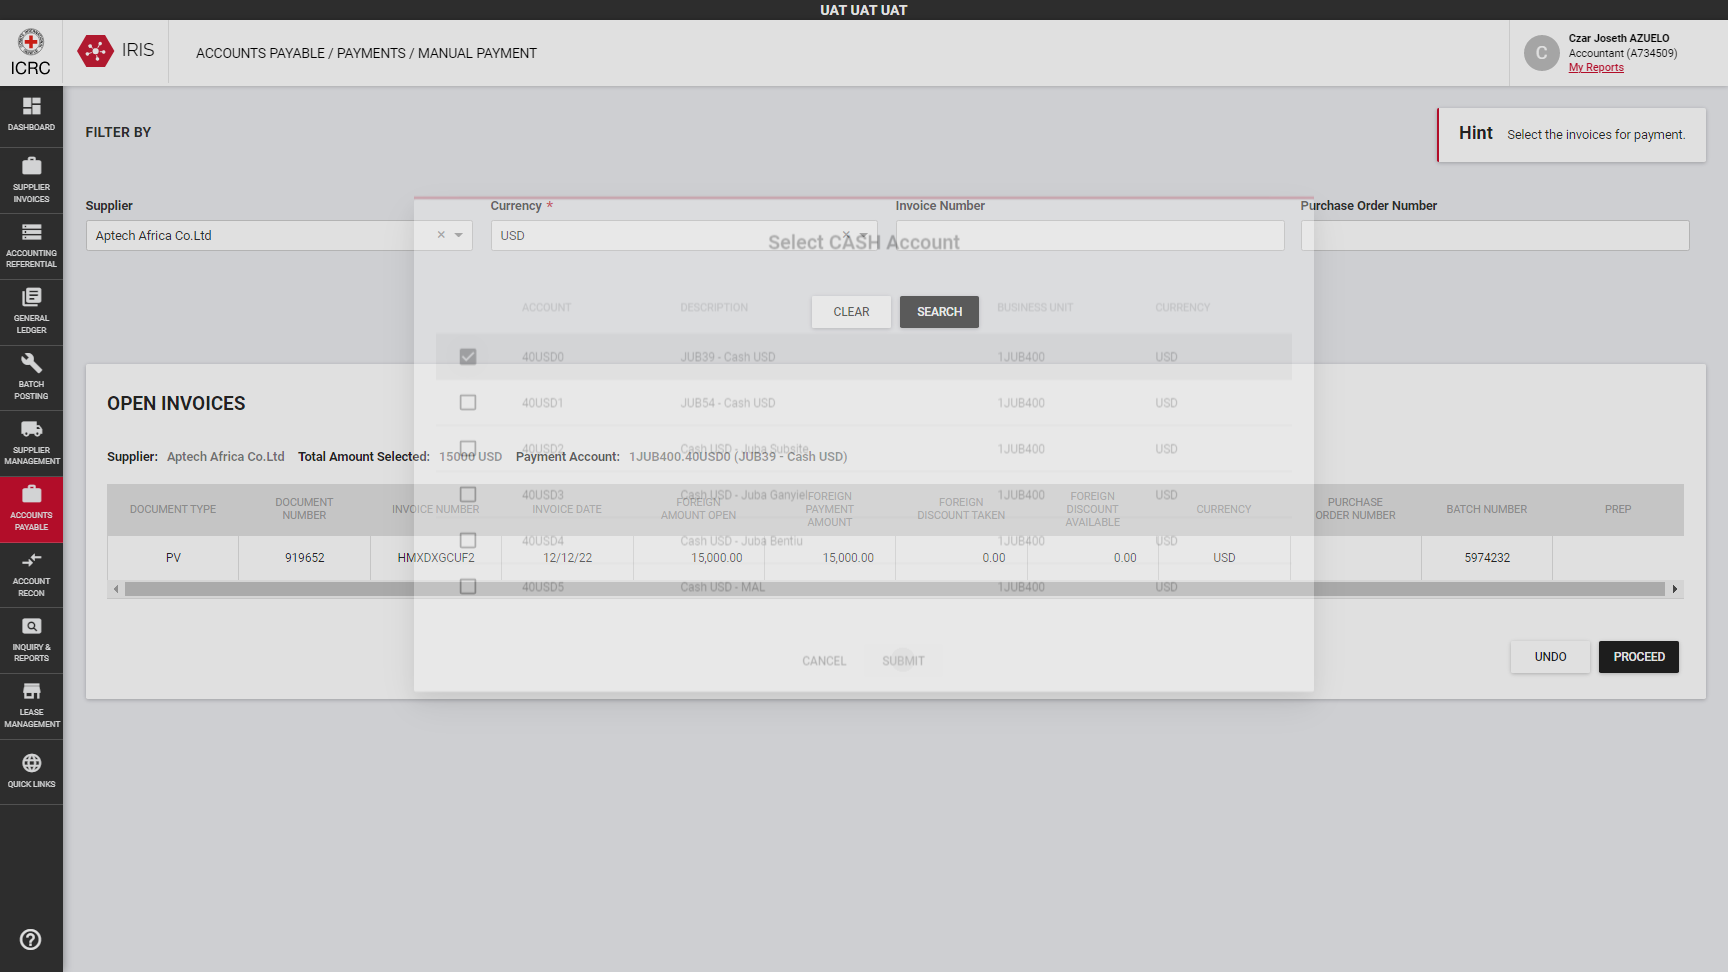 UAT UAT UAT
ICRC
IRIS
ACCOUNTS PAYABLE / PAYMENTS / MANUAL PAYMENT
C
Czar Joseth AZUELO
Accountant (A734509)
My Reports
DASHBOARD
SUPPLIER
INVOICES
ACCOUNTING
REFERENTIAL
GENERAL
LEDGER
BATCH
POSTING
SUPPLIER
MANAGEMENT
ACCOUNTS
PAYABLE
ACCOUNT
RECON
INQUIRY &
REPORTS
LEASE
MANAGEMENT
QUICK LINKS
FILTER BY
Hint Select the invoices for payment.
Supplier
Aptech Africa Co.Ltd
Currency *
USD
Invoice Number
Purchase Order Number
CLEAR
SEARCH
Select CASH Account
ACCOUNT DESCRIPTION BUSINESS UNIT CURRENCY
40USD0 JUB39 - Cash USD 1JUB400 USD
40USD1 JUB54 - Cash USD 1JUB400 USD
40USD2 Cash USD - Juba Subsite 1JUB400 USD
40USD3 Cash USD - Juba Ganyiel 1JUB400 USD
40USD4 Cash USD - Juba Bentiu 1JUB400 USD
40USD5 Cash USD - MAL 1JUB400 USD
CANCEL
SUBMIT
OPEN INVOICES
Supplier: Aptech Africa Co.Ltd Total Amount Selected: 15000 USD Payment Account: 1JUB400.40USD0 (JUB39 - Cash USD)
DOCUMENT TYPE
DOCUMENT
NUMBER
INVOICE NUMBER
INVOICE DATE
FOREIGN
AMOUNT OPEN
FOREIGN
PAYMENT
AMOUNT
FOREIGN
DISCOUNT TAKEN
FOREIGN
DISCOUNT
AVAILABLE
CURRENCY
PURCHASE
ORDER NUMBER
BATCH NUMBER
PREP
PV 919652 HMXDXGCUF2 12/12/22 15,000.00 15,000.00 0.00 0.00 USD 5974232
UNDO
PROCEED